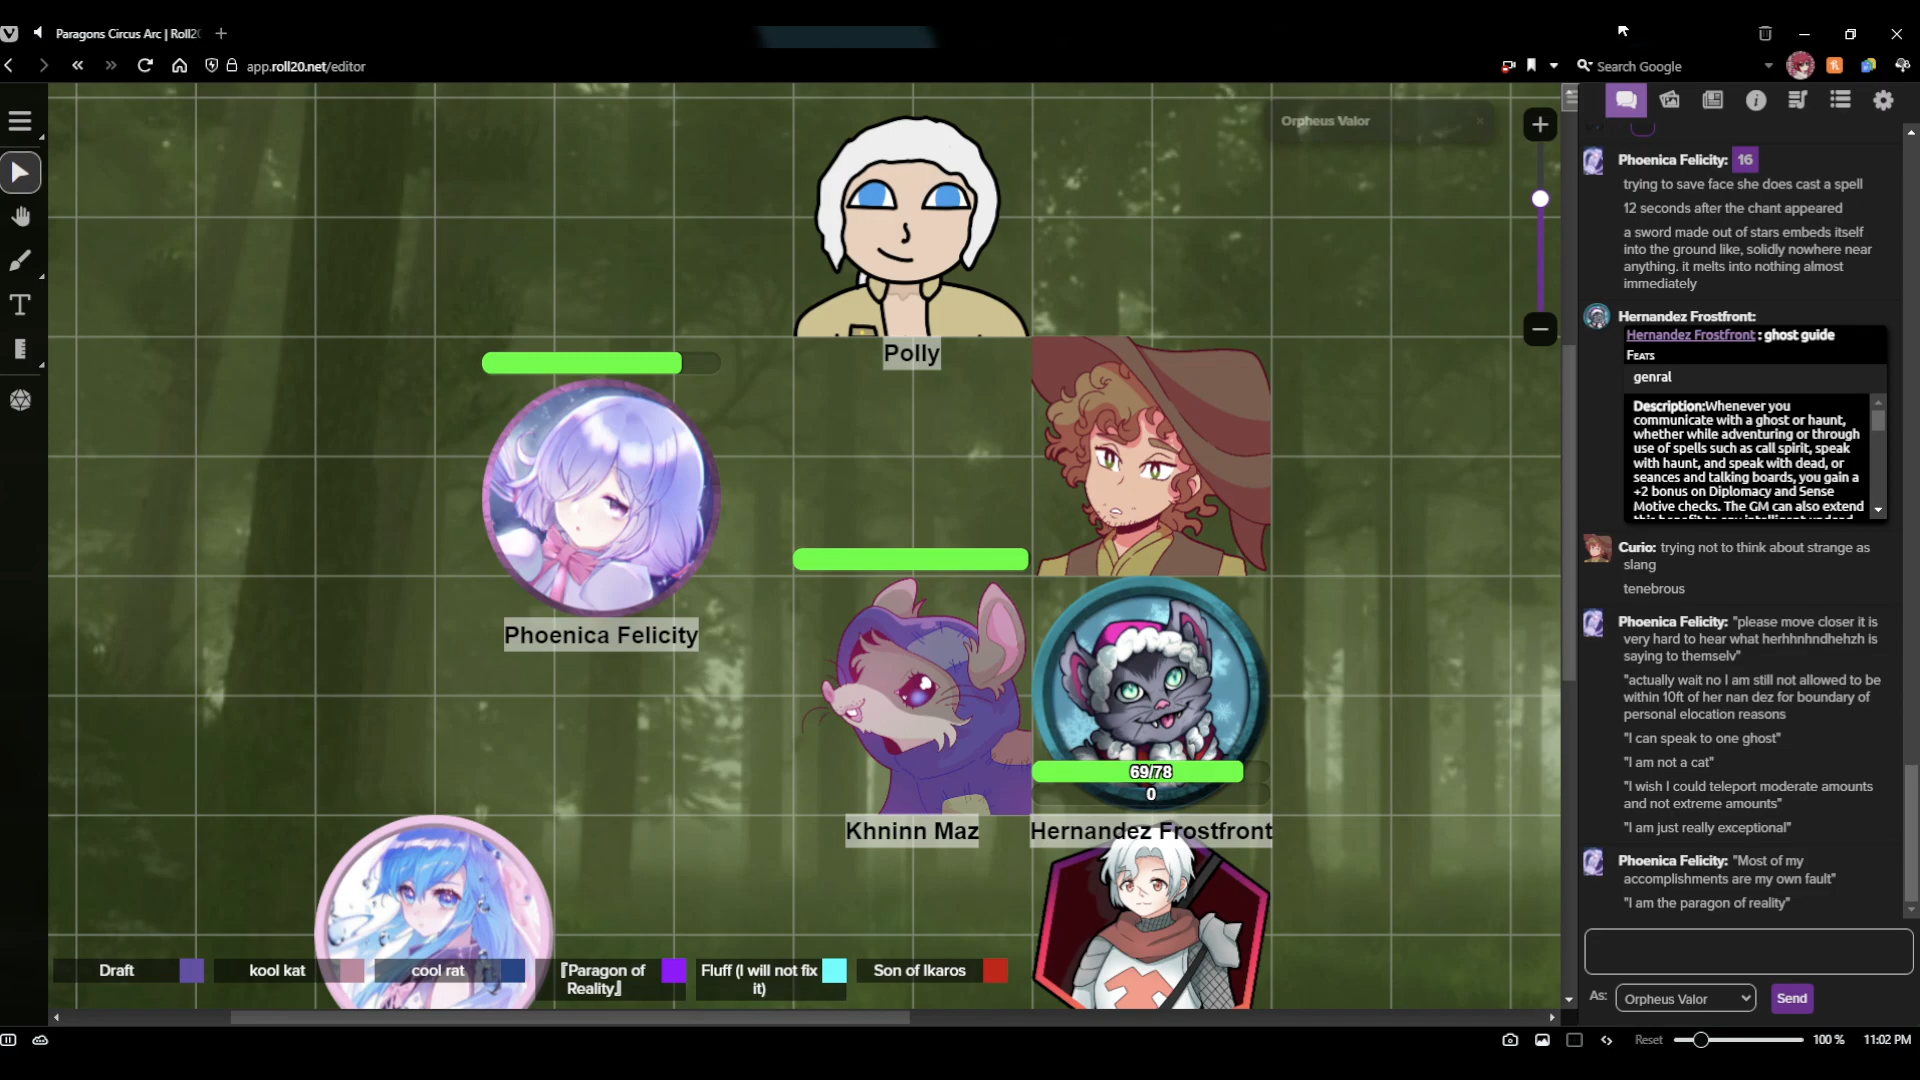 Paragons Circus Arc | Roll20
app.roll20.net/editor
Search Google
Orpheus Valor
Polly
Phoenica Felicity
Khninn Maz
69/78
0
Hernandez Frostfront
Draft
kool kat
cool rat
『Paragon of
Reality』
Fluff (I will not fix
it)
Son of Ikaros
Phoenica Felicity: 16
trying to save face she does cast a spell
12 seconds after the chant appeared
a sword made out of stars embeds itself
into the ground like, solidly nowhere near
anything. it melts into nothing almost
immediately
Hernandez Frostfront:
Hernandez Frostfront : ghost guide
Feats
genral
Description:Whenever you
communicate with a ghost or haunt,
whether while adventuring or through
use of spells such as call spirit, speak
with haunt, and speak with dead, or
seances and talking boards, you gain a
+2 bonus on Diplomacy and Sense
Motive checks. The GM can also extend
Curio: trying not to think about strange as
slang
tenebrous
Phoenica Felicity: "please move closer it is
very hard to hear what herhhnhndhehzh is
saying to themselv"
"actually wait no I am still not allowed to be
within 10ft of her nan dez for boundary of
personal elocation reasons
"I can speak to one ghost"
"I am not a cat"
"I wish I could teleport moderate amounts
and not extreme amounts"
"I am just really exceptional"
Phoenica Felicity: "Most of my
accomplishments are my own fault"
"I am the paragon of reality"
As: Orpheus Valor Send
Reset 100 % 11:02 PM